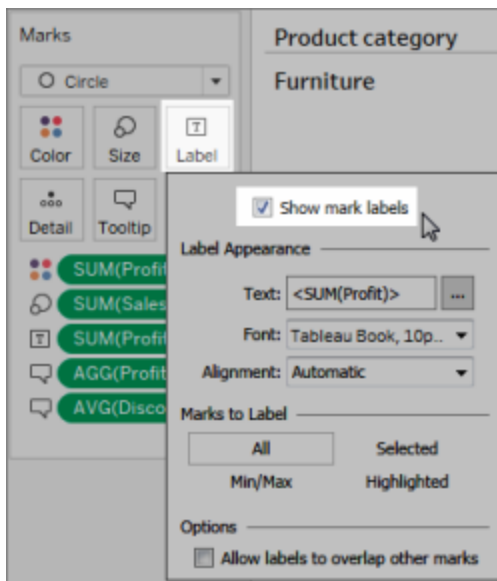 Marks
Circle
Color Size Label
Detail Tooltip
SUM(Profit
SUM(Sales
SUM(Profit
AGG(Profit
AVG(Disco
Product category
Furniture
Show mark labels
Label Appearance
Text: <SUM(Profit)> ...
Font: Tableau Book, 10p..
Alignment: Automatic
Marks to Label
All Selected
Min/Max Highlighted
Options
Allow labels to overlap other marks